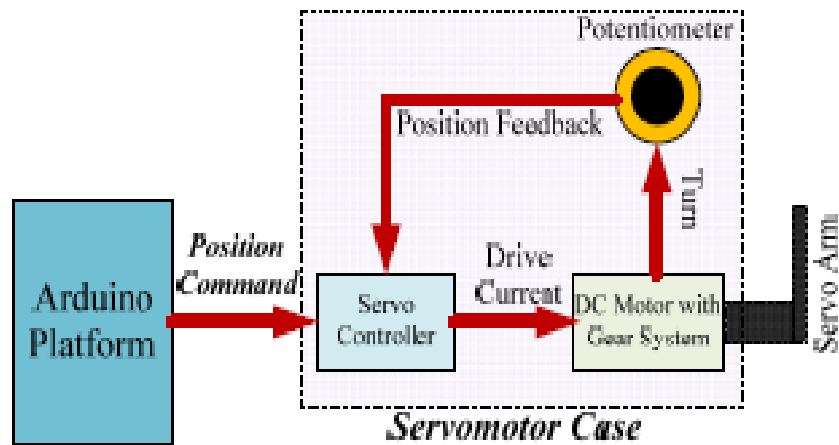 Potentiometer
Position Feedback
Turn
Position
Command
Drive
Current
Arduino
Platform
Servo
Controller
DC Motor with
Gear System
Servo Arm
Servomotor Case